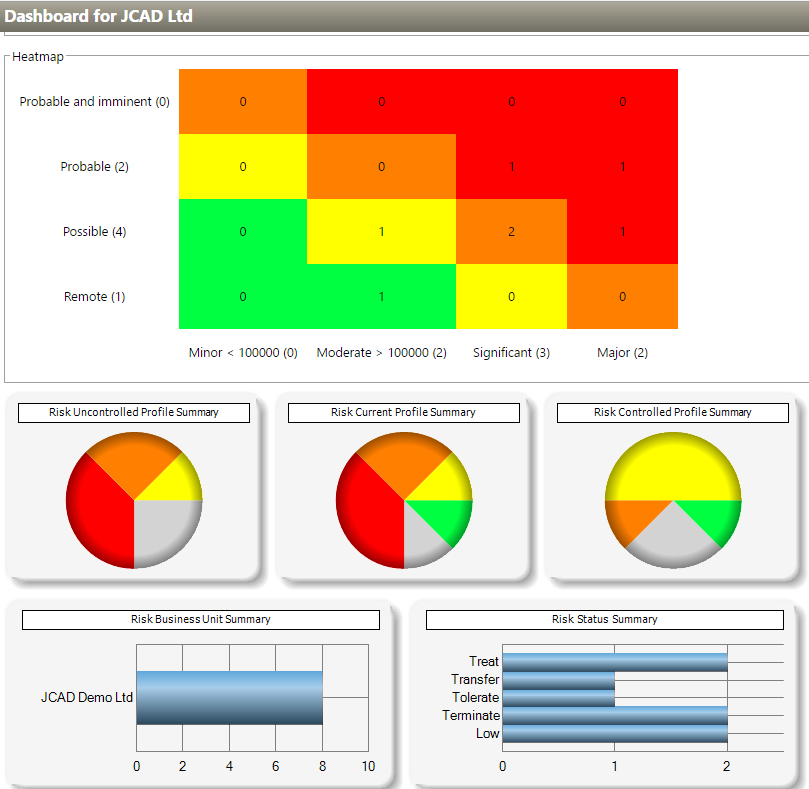 Dashboard for JCAD Ltd
Heatmap
Probable and imminent (0) 0 0 0 0
Probable (2) 0 0 1 1
Possible (4) 0 1 2 1
Remote (1) 0 1 0 0
Minor < 100000 (0) Moderate > 100000 (2) Significant (3) Major (2)
Risk Uncontrolled Profile Summary Risk Current Profile Summary Risk Controlled Profile Summary
Risk Business Unit Summary
JCAD Demo Ltd
0 2 4 6 8 10
Risk Status Summary
Treat
Transfer
Tolerate
Terminate
Low
0 1 2